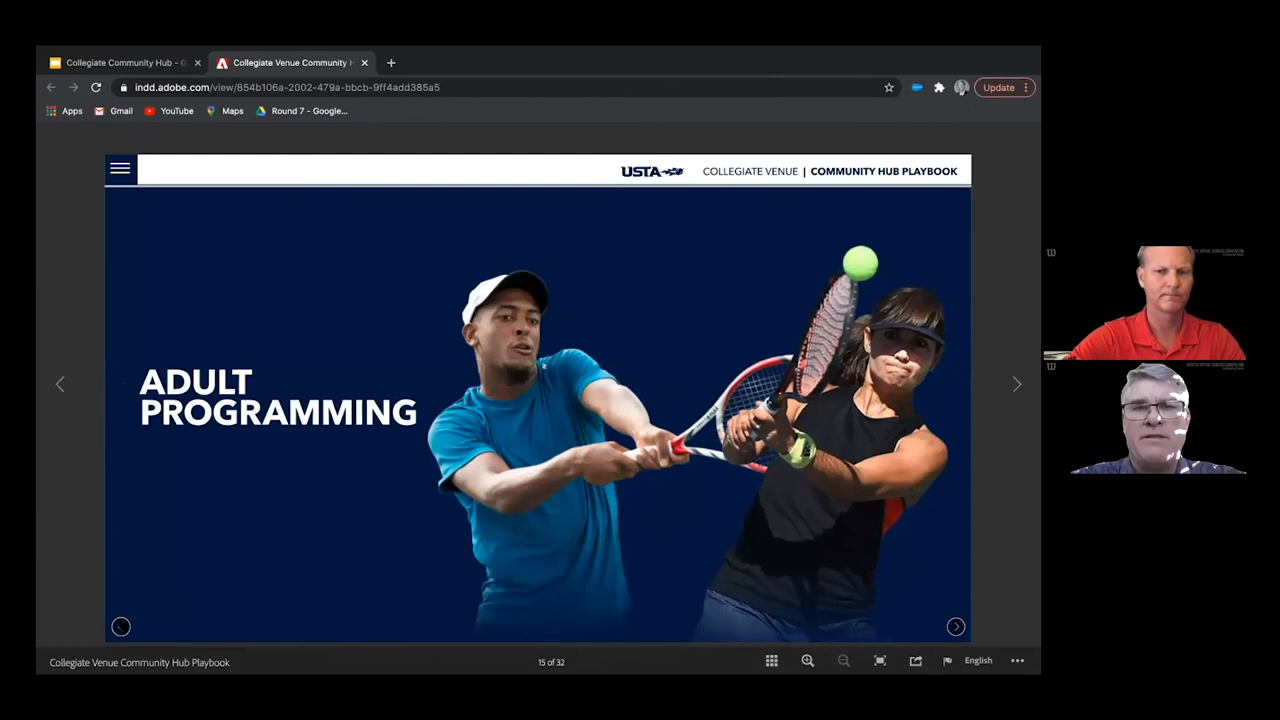 Collegiate Community Hub - G
Collegiate Venue Community H
indd.adobe.com/view/854b106a-2002-479a-bbcb-9ff4add385a5
Update
Apps
Gmail
YouTube
Maps
Round 7 - Google...
USTA
COLLEGIATE VENUE | COMMUNITY HUB PLAYBOOK
ADULT
PROGRAMMING
Collegiate Venue Community Hub Playbook
15 of 32
English